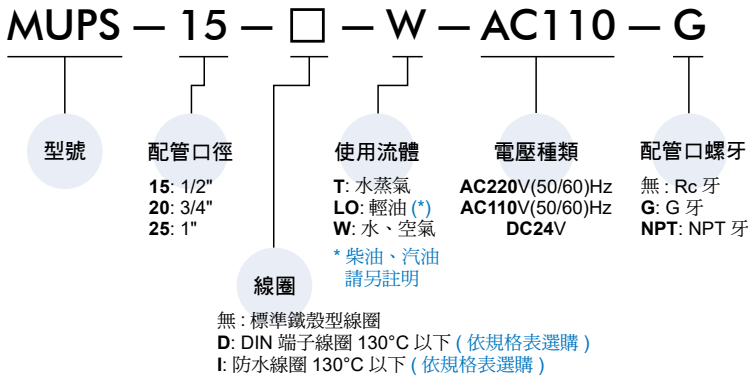 MUPS — 15 — □ — W — AC110 — G
型號
配管口徑
15: 1/2"
20: 3/4"
25: 1"
使用流體
T: 水蒸氣
LO: 輕油 (*)
W: 水、空氣
* 柴油、汽油
請另註明
電壓種類
AC220V(50/60)Hz
AC110V(50/60)Hz
DC24V
配管口螺牙
無 : Rc 牙
G: G 牙
NPT: NPT 牙
線圈
無 : 標準鐵殼型線圈
D: DIN 端子線圈 130°C 以下 ( 依規格表選購 )
I: 防水線圈 130°C 以下 ( 依規格表選購 )